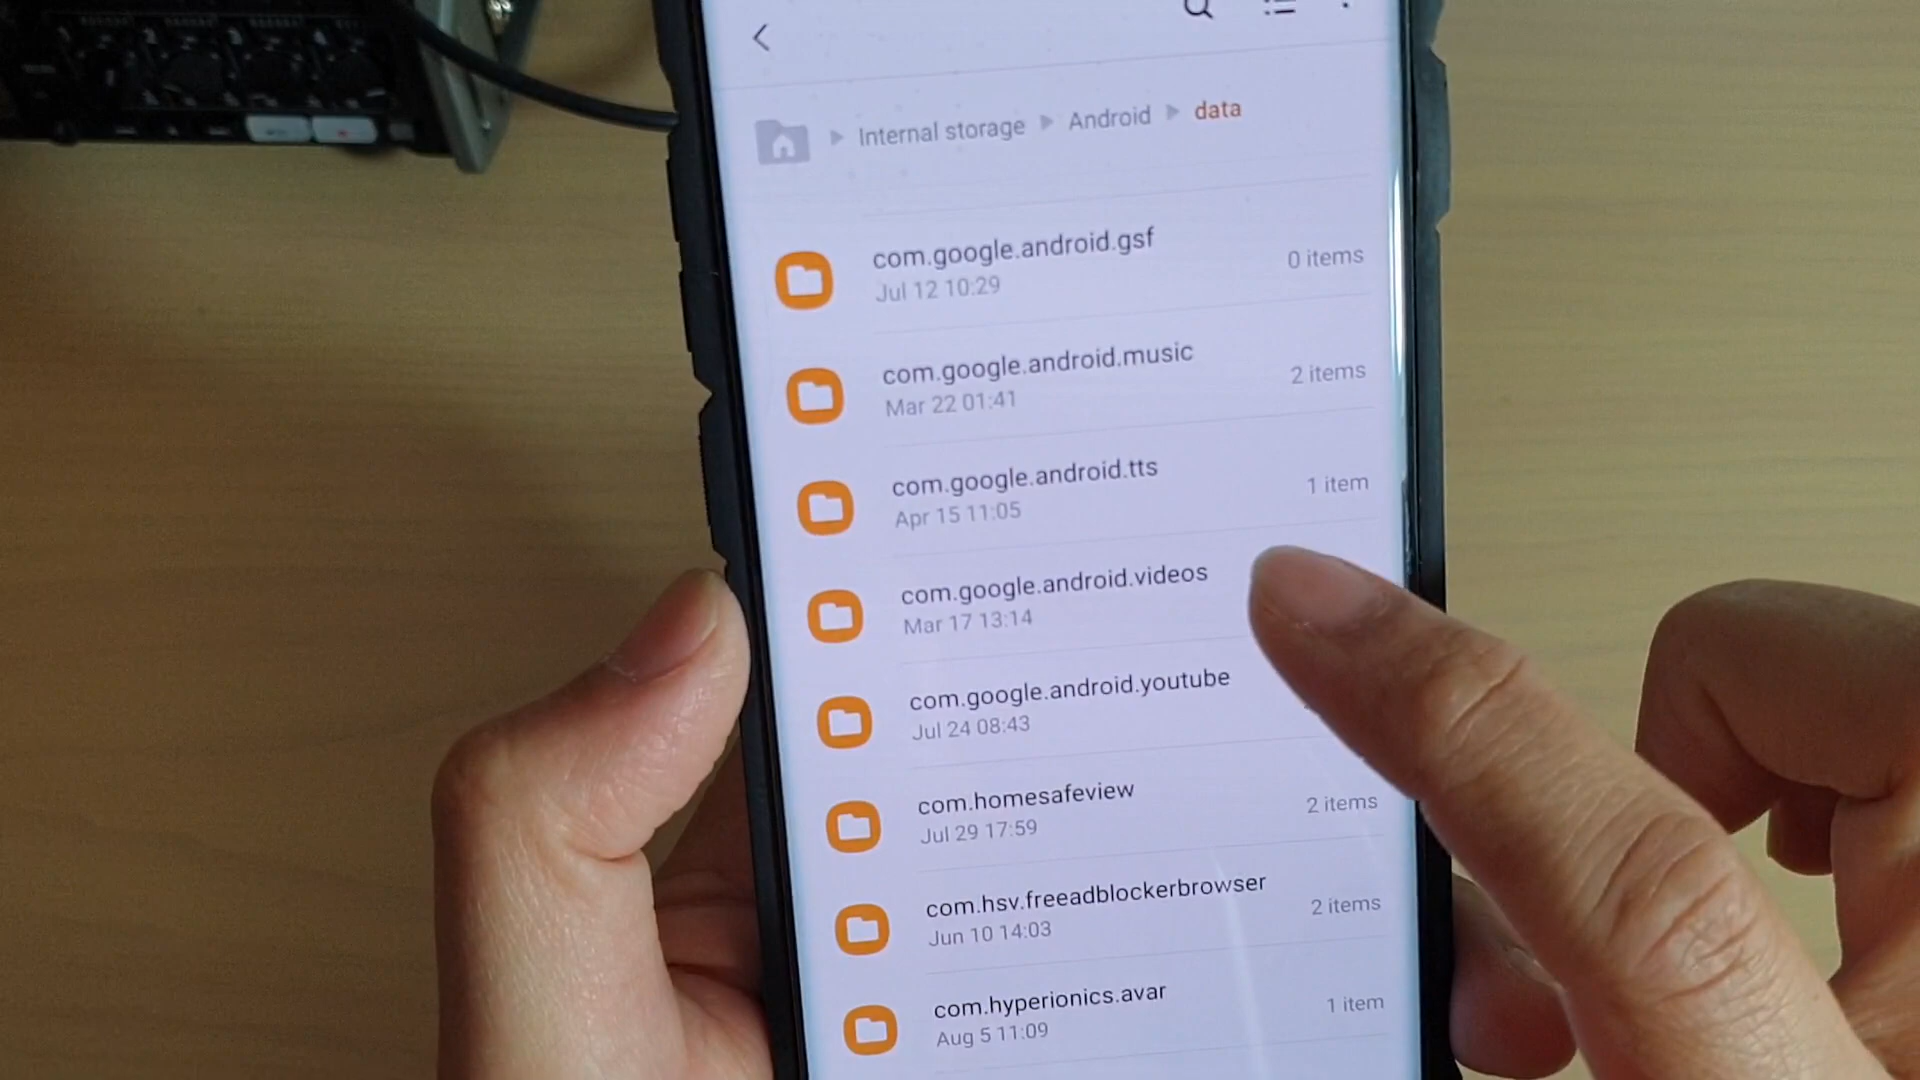 Internal storage Android data
com.google.android.gsf
Jul 12 10:29
0 items
com.google.android.music
Mar 22 01:41
2 items
com.google.android.tts
Apr 15 11:05
1 item
com.google.android.videos
Mar 17 13:14
com.google.android.youtube
Jul 24 08:43
com.homesafeview
Jul 29 17:59
2 items
com.hsv.freeadblockerbrowser
Jun 10 14:03
2 items
com.hyperionics.avar
Aug 5 11:09
1 item